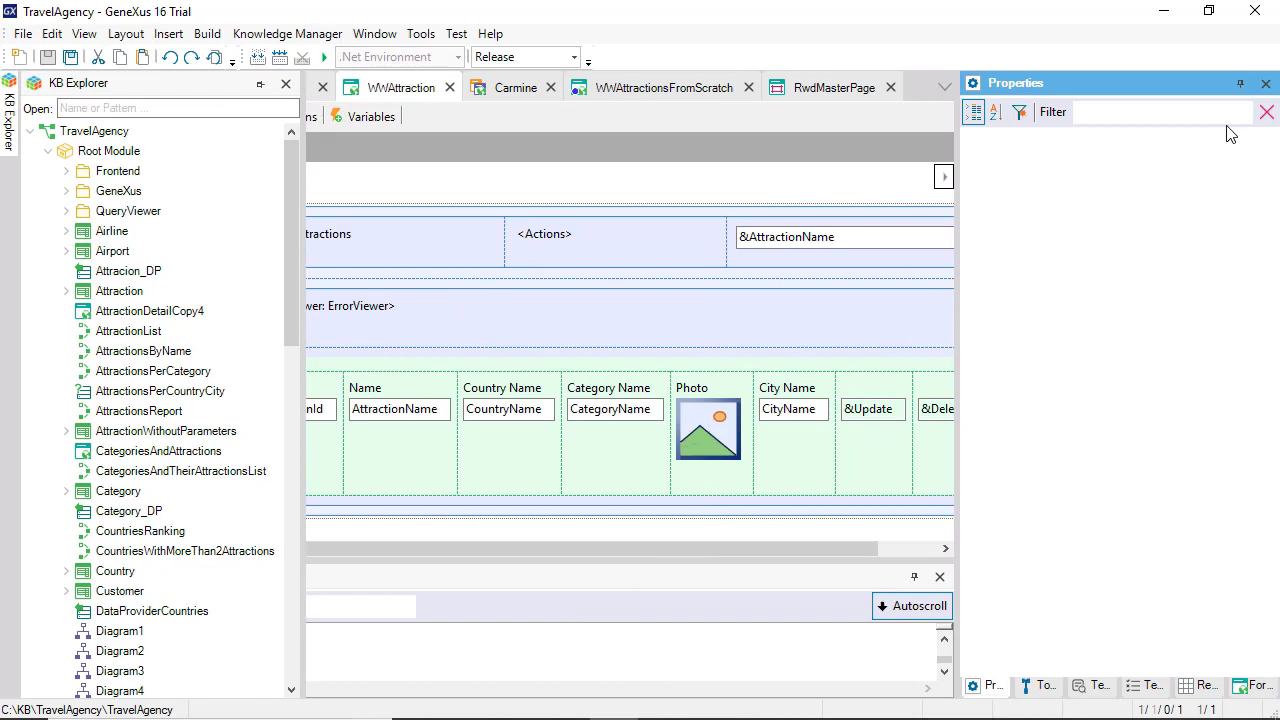 TravelAgency - GeneXus 16 Trial
File Edit View Layout Insert Build Knowledge Manager Window Tools Test Help
.Net Environment Release
KB Explorer
KB Explorer
Open: Name or Pattern ...
TravelAgency
Root Module
Frontend
GeneXus
QueryViewer
Airline
Airport
Attracion_DP
Attraction
AttractionDetailCopy4
AttractionList
AttractionsByName
AttractionsPerCategory
AttractionsPerCountryCity
AttractionsReport
AttractionWithoutParameters
CategoriesAndAttractions
CategoriesAndTheirAttractionsList
Category
Category_DP
CountriesRanking
CountriesWithMoreThan2Attractions
Country
Customer
DataProviderCountries
Diagram1
Diagram2
Diagram3
Diagram4
WWAttraction Carmine WWAttractionsFromScratch RwdMasterPage
ns Variables
tractions <Actions> &AttractionName
wer: ErrorViewer>
Name Country Name Category Name Photo City Name
nId AttractionName CountryName CategoryName CityName &Update &Dele
Autoscroll
Properties
Filter
Pr... To... Te... Te... Re... For...
C:\KB\TravelAgency\TravelAgency 1/ 1/0/ 1 1/ 1